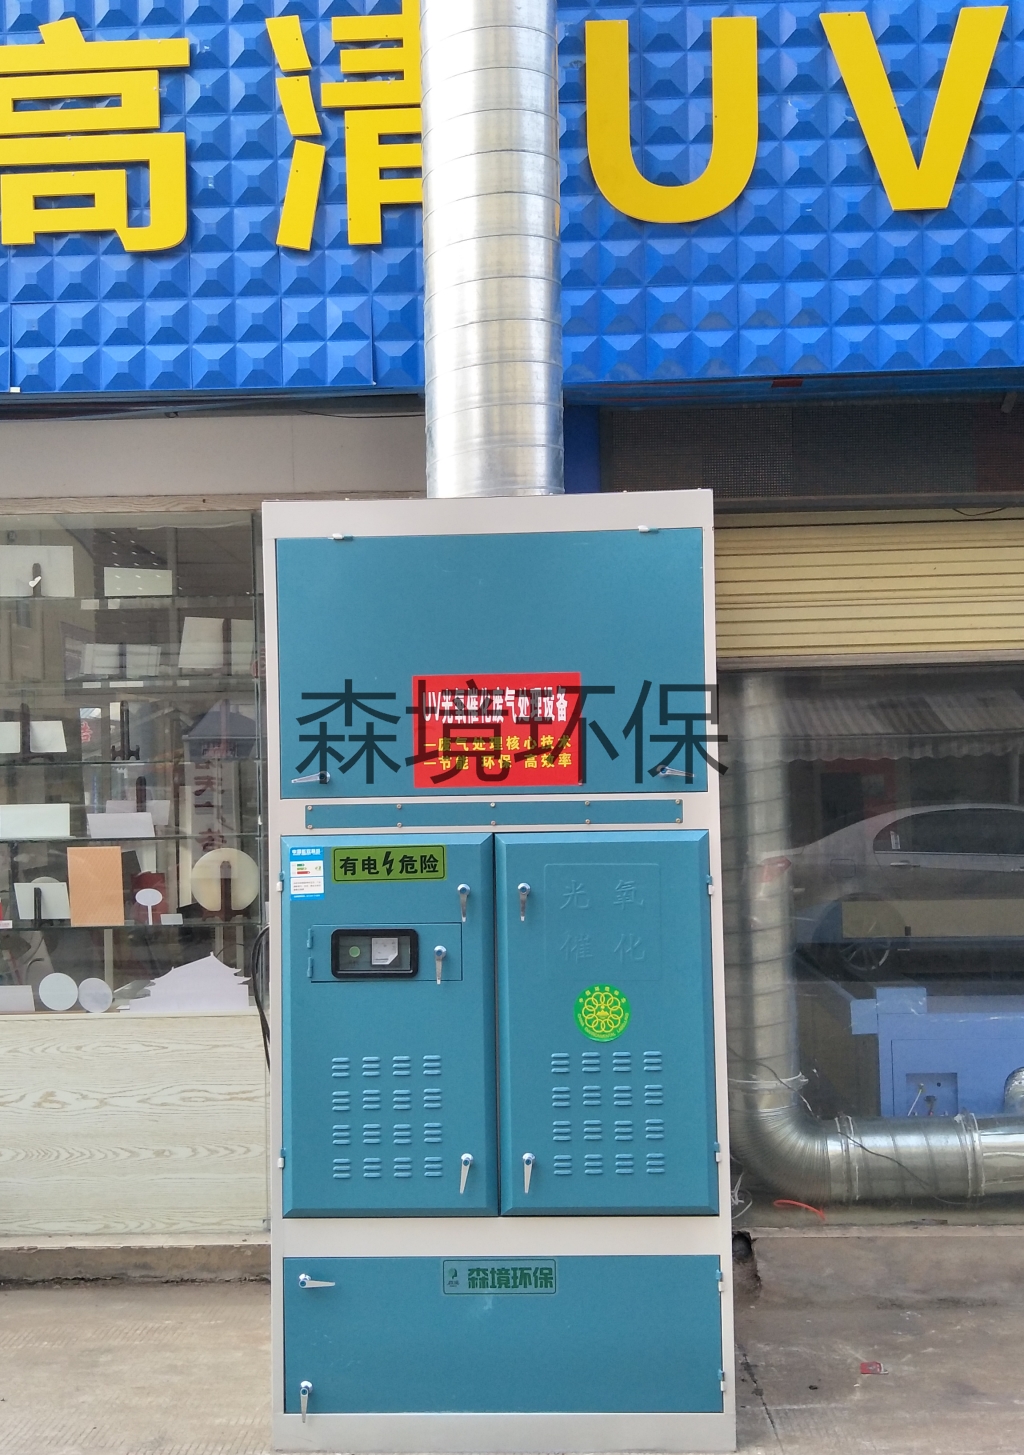 高清UV
UV光氧催化废气处理设备
一废气处理核心技术
一节能 环保 高效率
森境环保
有电危险
光氧
催化
森境环保